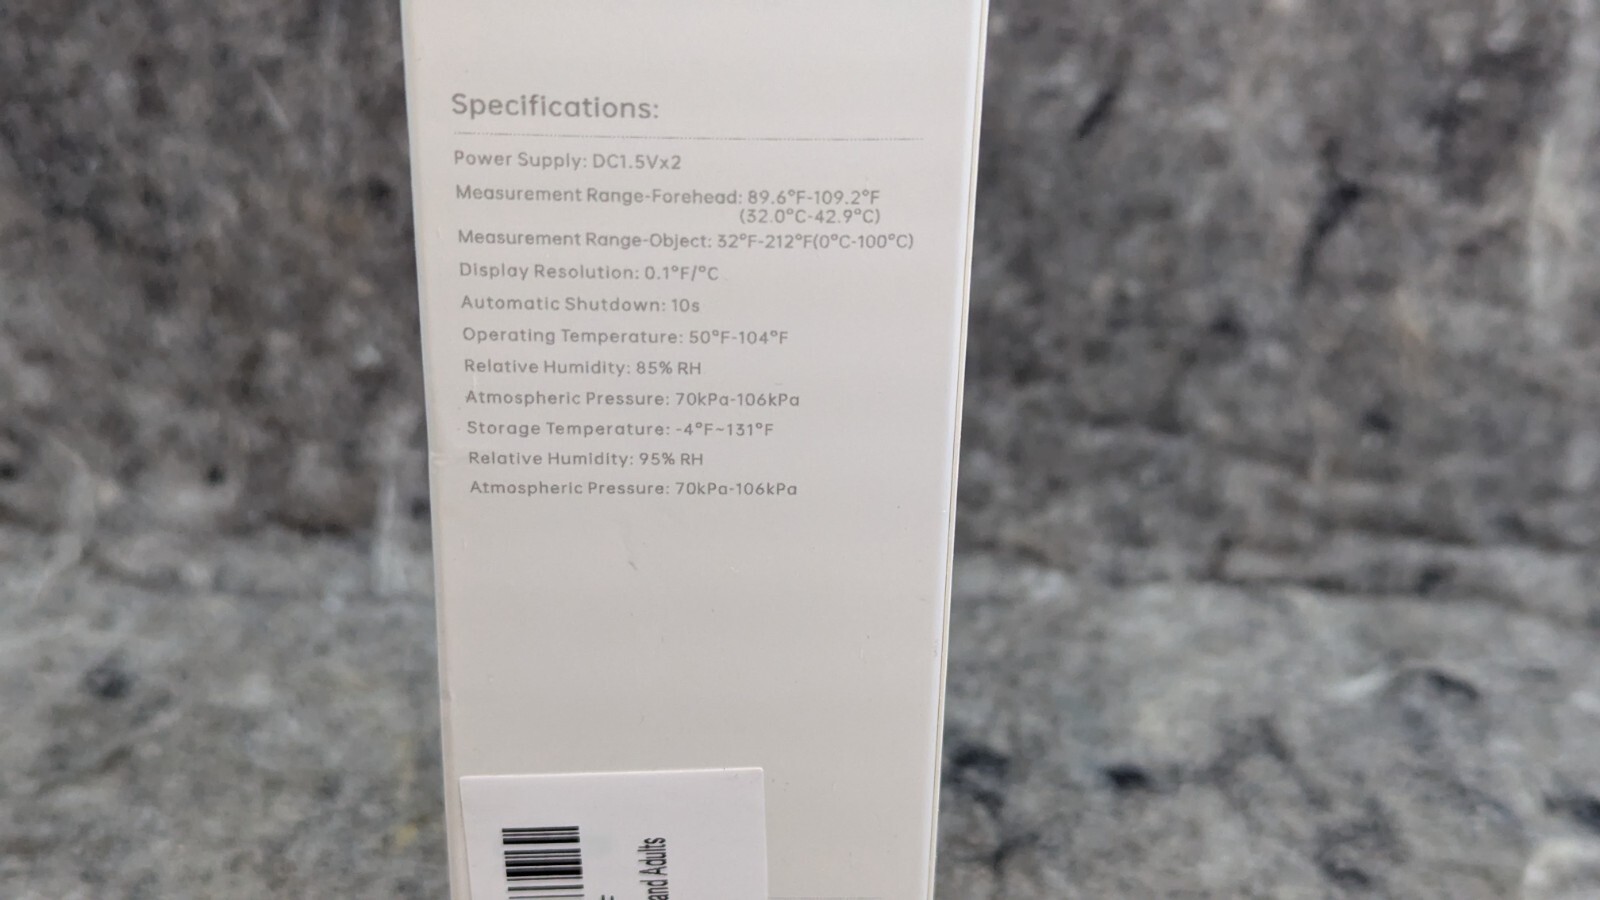 Specifications:
Power Supply: DC1.5Vx2
Measurement Range-Forehead: 89.6°F-109.2°F
(32.0°C-42.9°C)
Measurement Range-Object: 32°F-212°F(0°C-100°C)
Display Resolution: 0.1°F/°C
Automatic Shutdown: 10s
Operating Temperature: 50°F-104°F
Relative Humidity: 85% RH
Atmospheric Pressure: 70kPa-106kPa
Storage Temperature: -4°F~131°F
Relative Humidity: 95% RH
Atmospheric Pressure: 70kPa-106kPa
and Adults